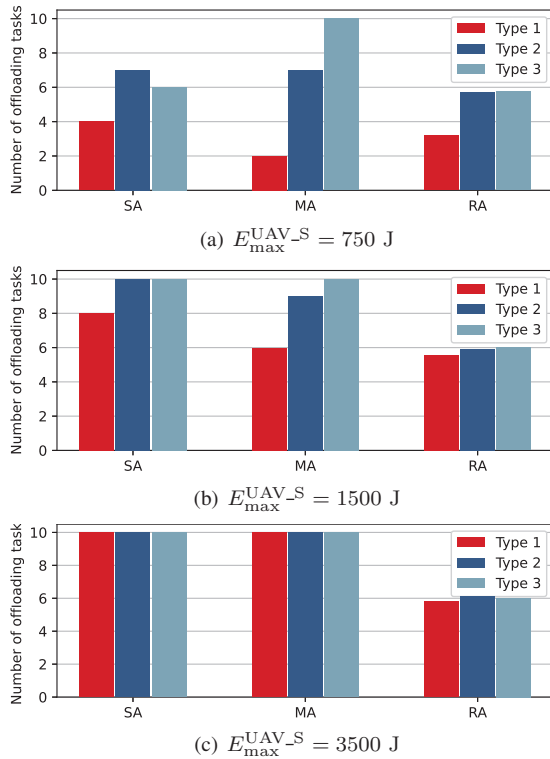 10
8
6
4
2
0
Number of offloading tasks
Type 1
Type 2
Type 3
SA MA RA
(a) E_max^UAV_S = 750 J
10
8
6
4
2
0
Number of offloading tasks
Type 1
Type 2
Type 3
SA MA RA
(b) E_max^UAV_S = 1500 J
10
8
6
4
2
0
Number of offloading task
Type 1
Type 2
Type 3
SA MA RA
(c) E_max^UAV_S = 3500 J